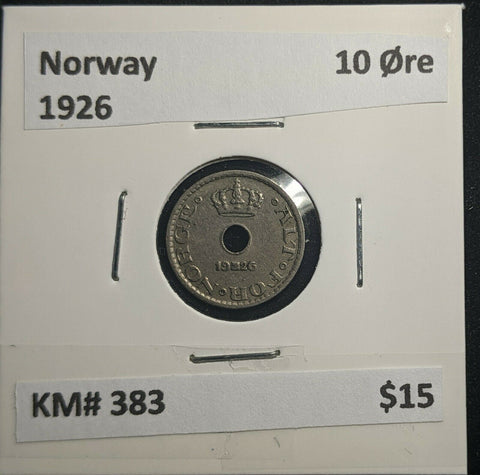 Norway 10 Øre
1926
ALT·FOR·NORGE
1926
KM# 383 $15